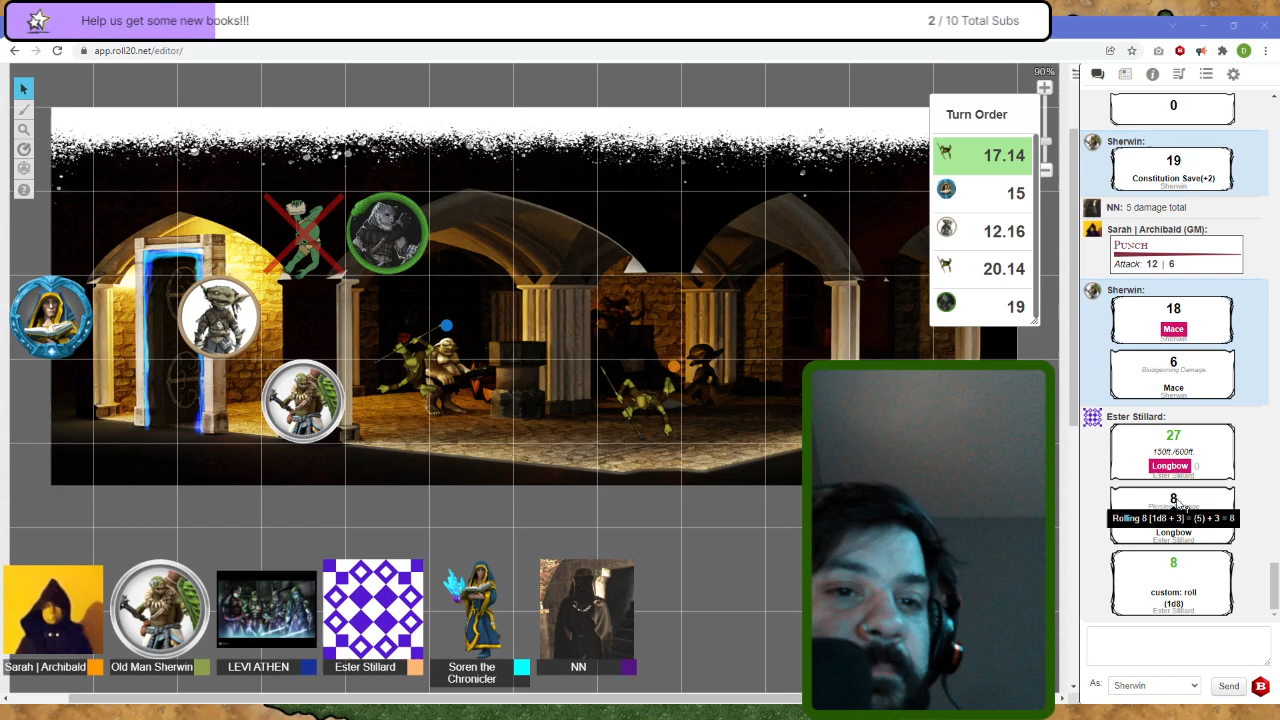 Help us get some new books!!!
2 / 10 Total Subs
app.roll20.net/editor/
D
90%
Turn Order
17.14
15
12.16
20.14
19
0
Sherwin:
19
Constitution Save(+2)
Sherwin
NN: 5 damage total
Sarah | Archibald (GM):
PUNCH
Attack: 12 | 6
Sherwin:
18
Mace
Sherwin
6
Bludgeoning Damage
Mace
Sherwin
Ester Stillard:
27
150ft./600ft.
Longbow 0
Ester Stillard
8
Rolling 8 [1d8 + 3] = (5) + 3 = 8
Longbow
Ester Stillard
8
custom: roll
(1d8)
Ester Stillard
As:
Sherwin
Send
B
Sarah | Archibald
Old Man Sherwin
LEVI ATHEN
Ester Stillard
Soren the
Chronicler
NN